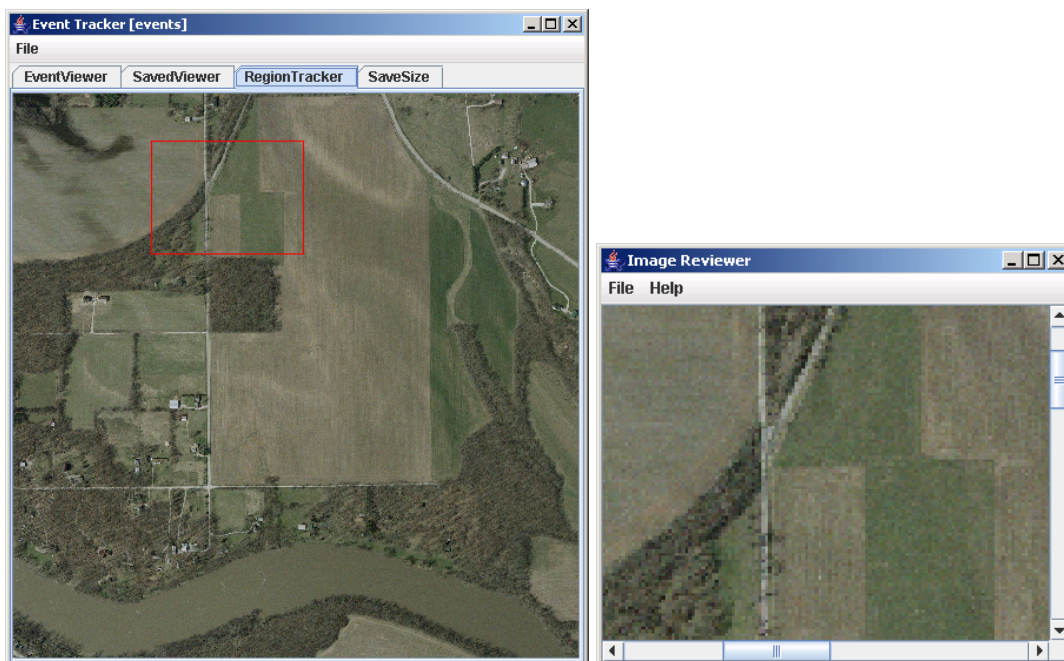 Event Tracker [events]
File
EventViewer SavedViewer RegionTracker SaveSize
Image Reviewer
File Help